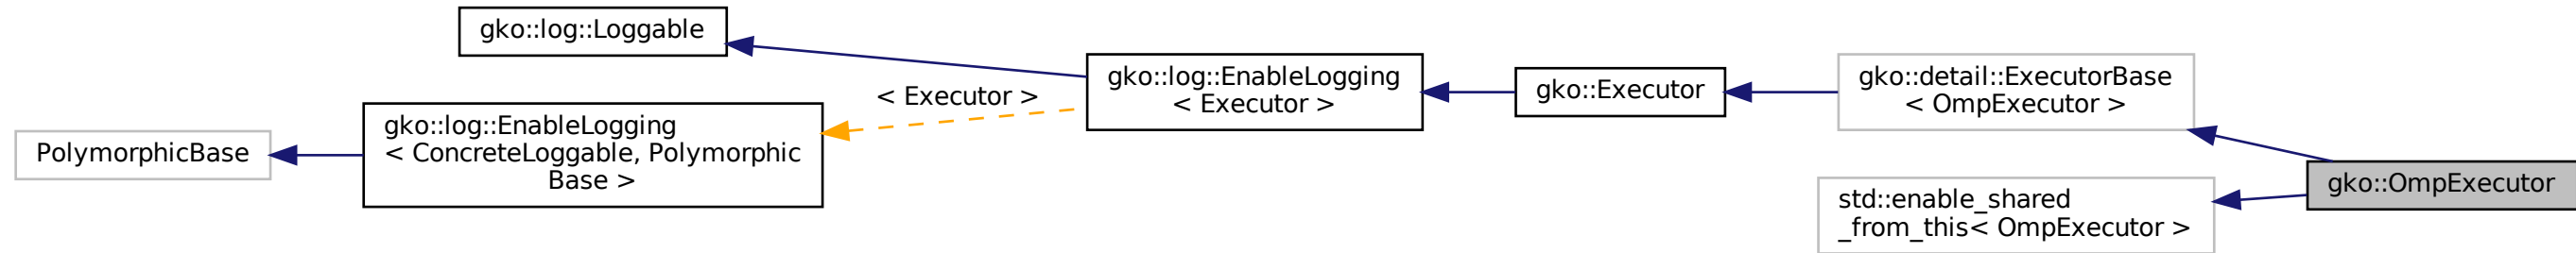 gko::log::Loggable
gko::log::EnableLogging
< Executor >
gko::Executor
gko::detail::ExecutorBase
< OmpExecutor >
< Executor >
PolymorphicBase
gko::log::EnableLogging
< ConcreteLoggable, Polymorphic
Base >
gko::OmpExecutor
std::enable_shared
_from_this< OmpExecutor >